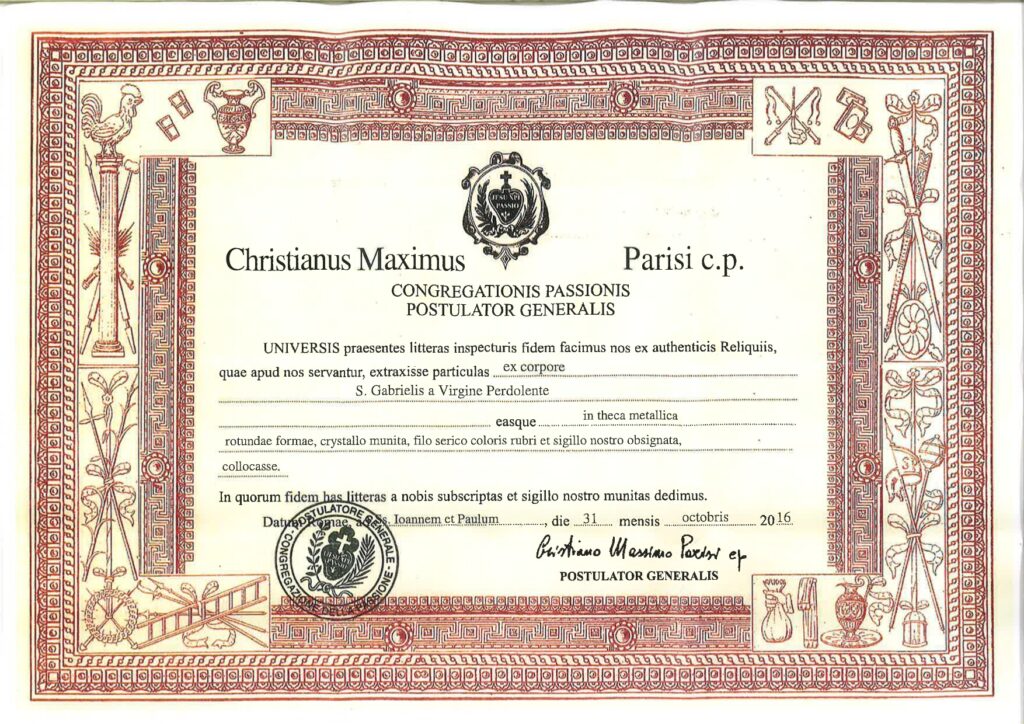 JESU XPI
PASSIO
Christianus Maximus Parisi c.p.
CONGREGATIONIS PASSIONIS
POSTULATOR GENERALIS
UNIVERSIS praesentes litteras inspecturis fidem facimus nos ex authenticis Reliquiis,
quae apud nos servantur, extraxisse particulas ex corpore
S. Gabrielis a Virgine Perdolente
easque in theca metallica
rotundae formae, crystallo munita, filo serico coloris rubri et sigillo nostro obsignata,
collocasse.
In quorum fidem has litteras a nobis subscriptas et sigillo nostro munitas dedimus.
Datum Romae, ad Ss. Ioannem et Paulum, die 31 mensis octobris 2016
Cristiano Massimo Parisi cp
POSTULATOR GENERALIS
POSTULATORE GENERALE
CONGREGAZIONE DELLA PASSIONE